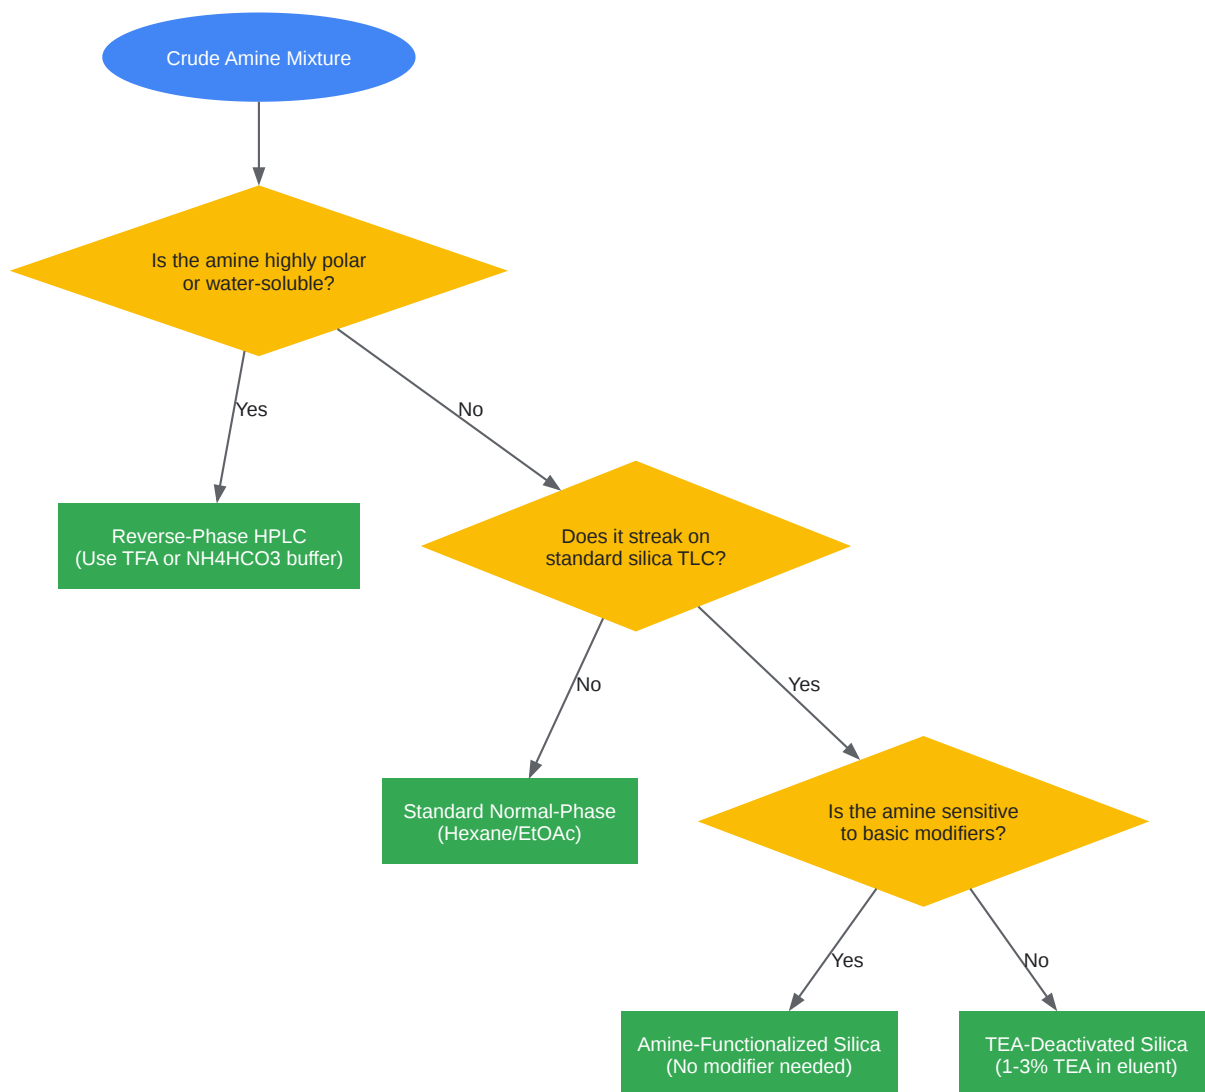 Crude Amine Mixture
Is the amine highly polar
or water-soluble?
Yes
No
Reverse-Phase HPLC
(Use TFA or NH4HCO3 buffer)
Does it streak on
standard silica TLC?
No
Yes
Standard Normal-Phase
(Hexane/EtOAc)
Is the amine sensitive
to basic modifiers?
Yes
No
Amine-Functionalized Silica
(No modifier needed)
TEA-Deactivated Silica
(1-3% TEA in eluent)